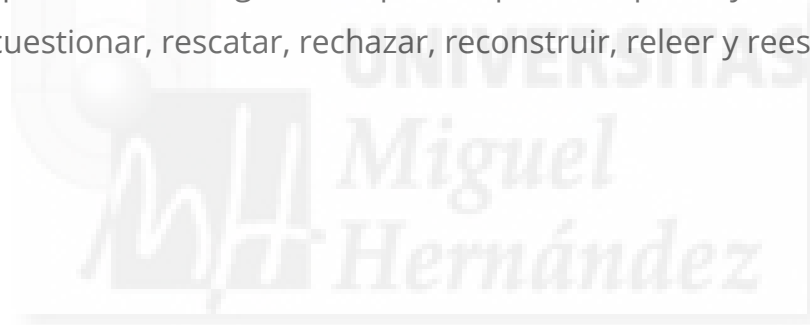 cuestionar, rescatar, rechazar, reconstruir, releer y rees
UNIVERSITAS
Miguel
Hernández